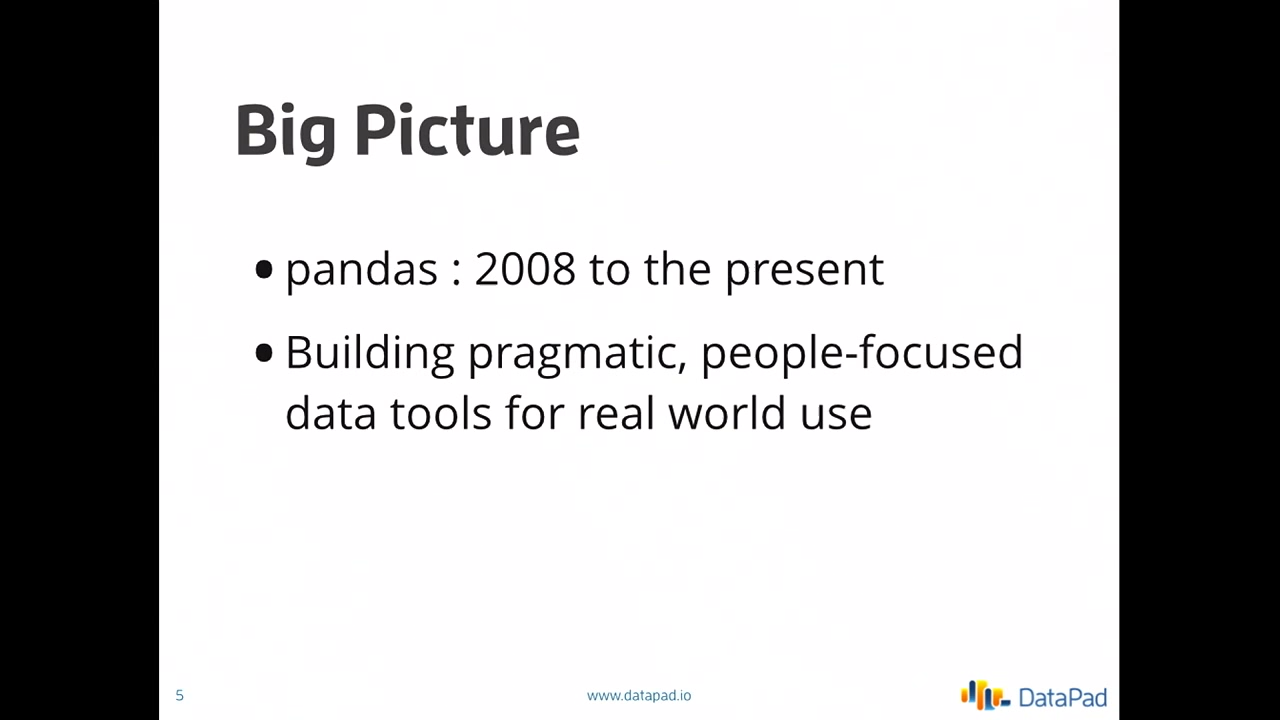 Big Picture
• pandas : 2008 to the present
• Building pragmatic, people-focused
data tools for real world use
5
www.datapad.io
DataPad